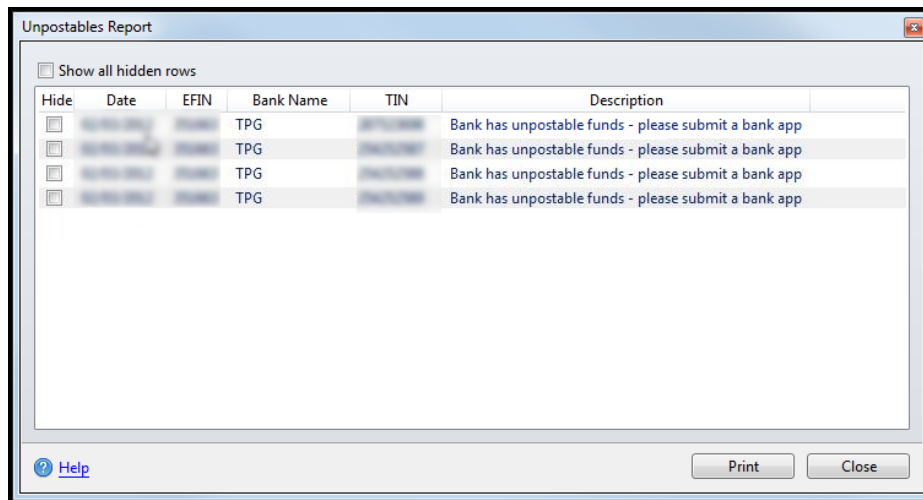 Unpostables Report
Show all hidden rows
Hide Date EFIN Bank Name TIN Description
TPG Bank has unpostable funds - please submit a bank app
TPG Bank has unpostable funds - please submit a bank app
TPG Bank has unpostable funds - please submit a bank app
TPG Bank has unpostable funds - please submit a bank app
Help Print Close